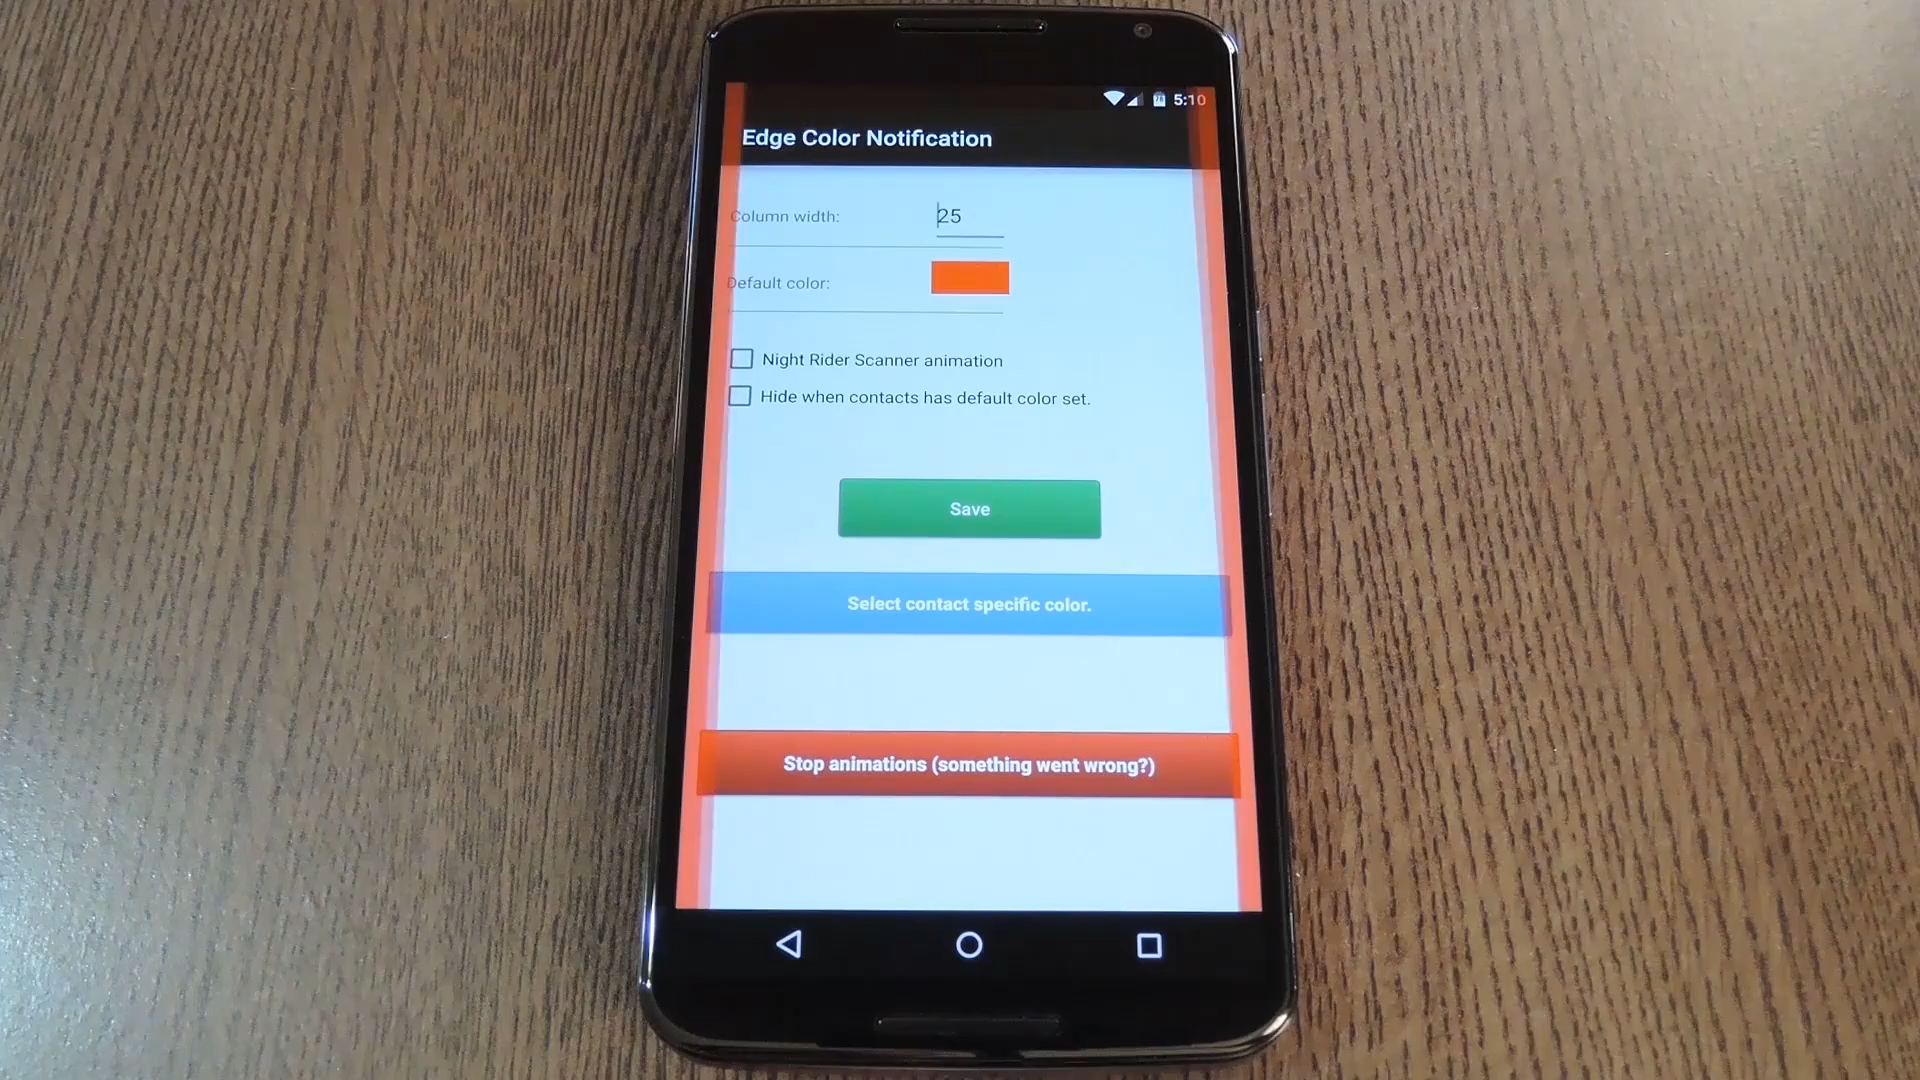 5:10
Edge Color Notification
Column width: 25
Default color:
Night Rider Scanner animation
Hide when contacts has default color set.
Save
Select contact specific color.
Stop animations (something went wrong?)